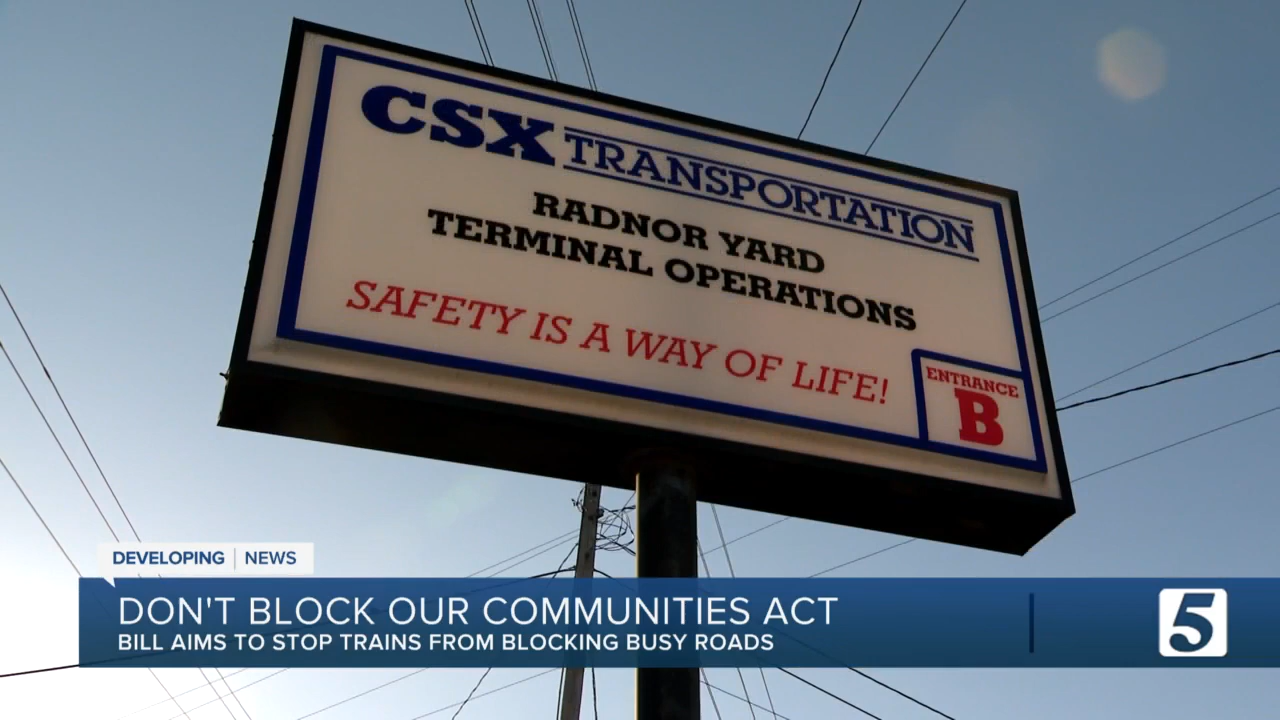 CSX TRANSPORTATION
RADNOR YARD
TERMINAL OPERATIONS
SAFETY IS A WAY OF LIFE!
ENTRANCE
B
DEVELOPING | NEWS
DON'T BLOCK OUR COMMUNITIES ACT
BILL AIMS TO STOP TRAINS FROM BLOCKING BUSY ROADS
5